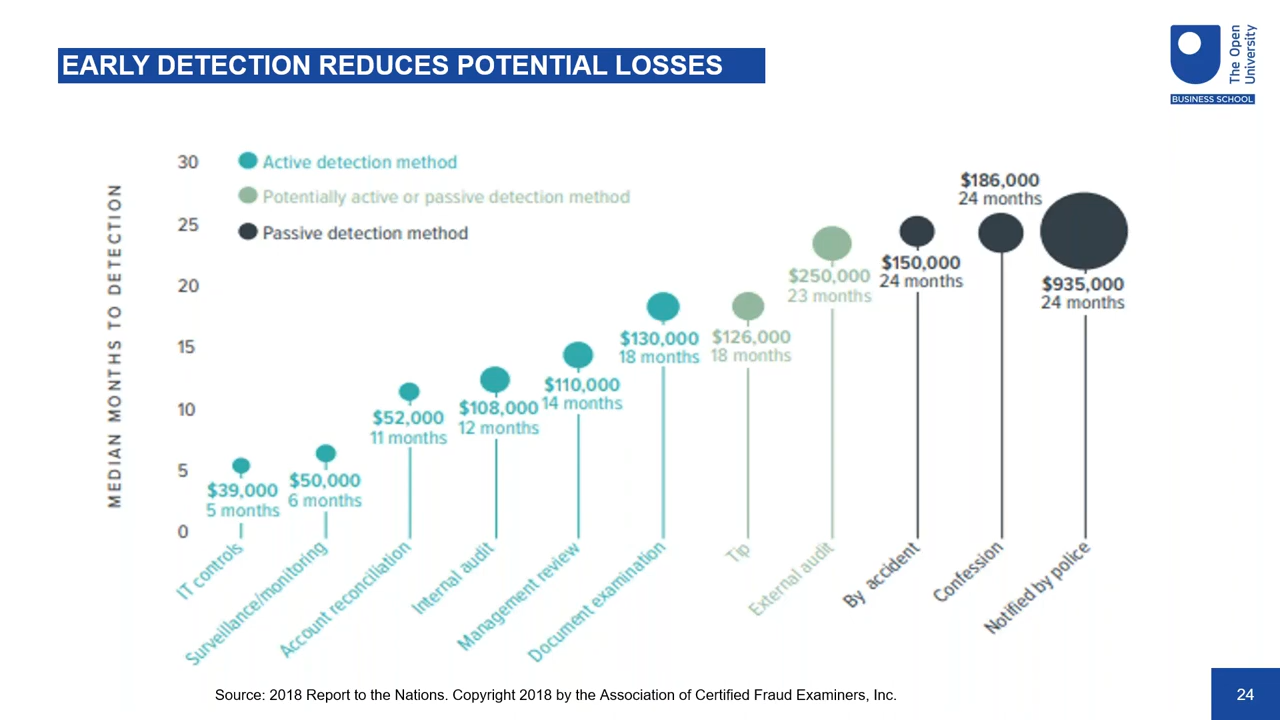 EARLY DETECTION REDUCES POTENTIAL LOSSES
The Open
University
BUSINESS SCHOOL
MEDIAN MONTHS TO DETECTION
30
25
20
15
10
5
0
Active detection method
Potentially active or passive detection method
Passive detection method
$39,000
5 months
$50,000
6 months
$52,000
11 months
$108,000
12 months
$110,000
14 months
$130,000
18 months
$126,000
18 months
$250,000
23 months
$150,000
24 months
$186,000
24 months
$935,000
24 months
IT controls
Surveillance/monitoring
Account reconciliation
Internal audit
Management review
Document examination
Tip
External audit
By accident
Confession
Notified by police
Source: 2018 Report to the Nations. Copyright 2018 by the Association of Certified Fraud Examiners, Inc.
24